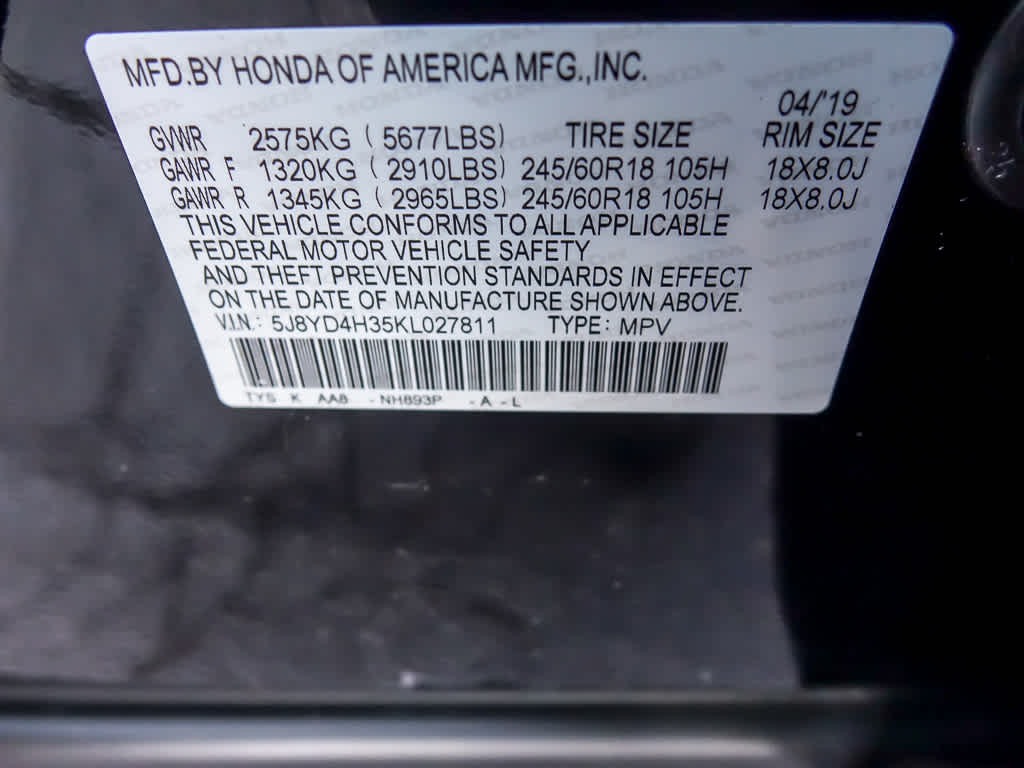 MFD.BY HONDA OF AMERICA MFG.,INC.
04/'19
GVWR 2575KG ( 5677LBS) TIRE SIZE RIM SIZE
GAWR F 1320KG ( 2910LBS) 245/60R18 105H 18X8.0J
GAWR R 1345KG ( 2965LBS) 245/60R18 105H 18X8.0J
THIS VEHICLE CONFORMS TO ALL APPLICABLE
FEDERAL MOTOR VEHICLE SAFETY
AND THEFT PREVENTION STANDARDS IN EFFECT
ON THE DATE OF MANUFACTURE SHOWN ABOVE.
V.I.N.: 5J8YD4H35KL027811 TYPE: MPV
TYS K AA8 -NH893P -A-L